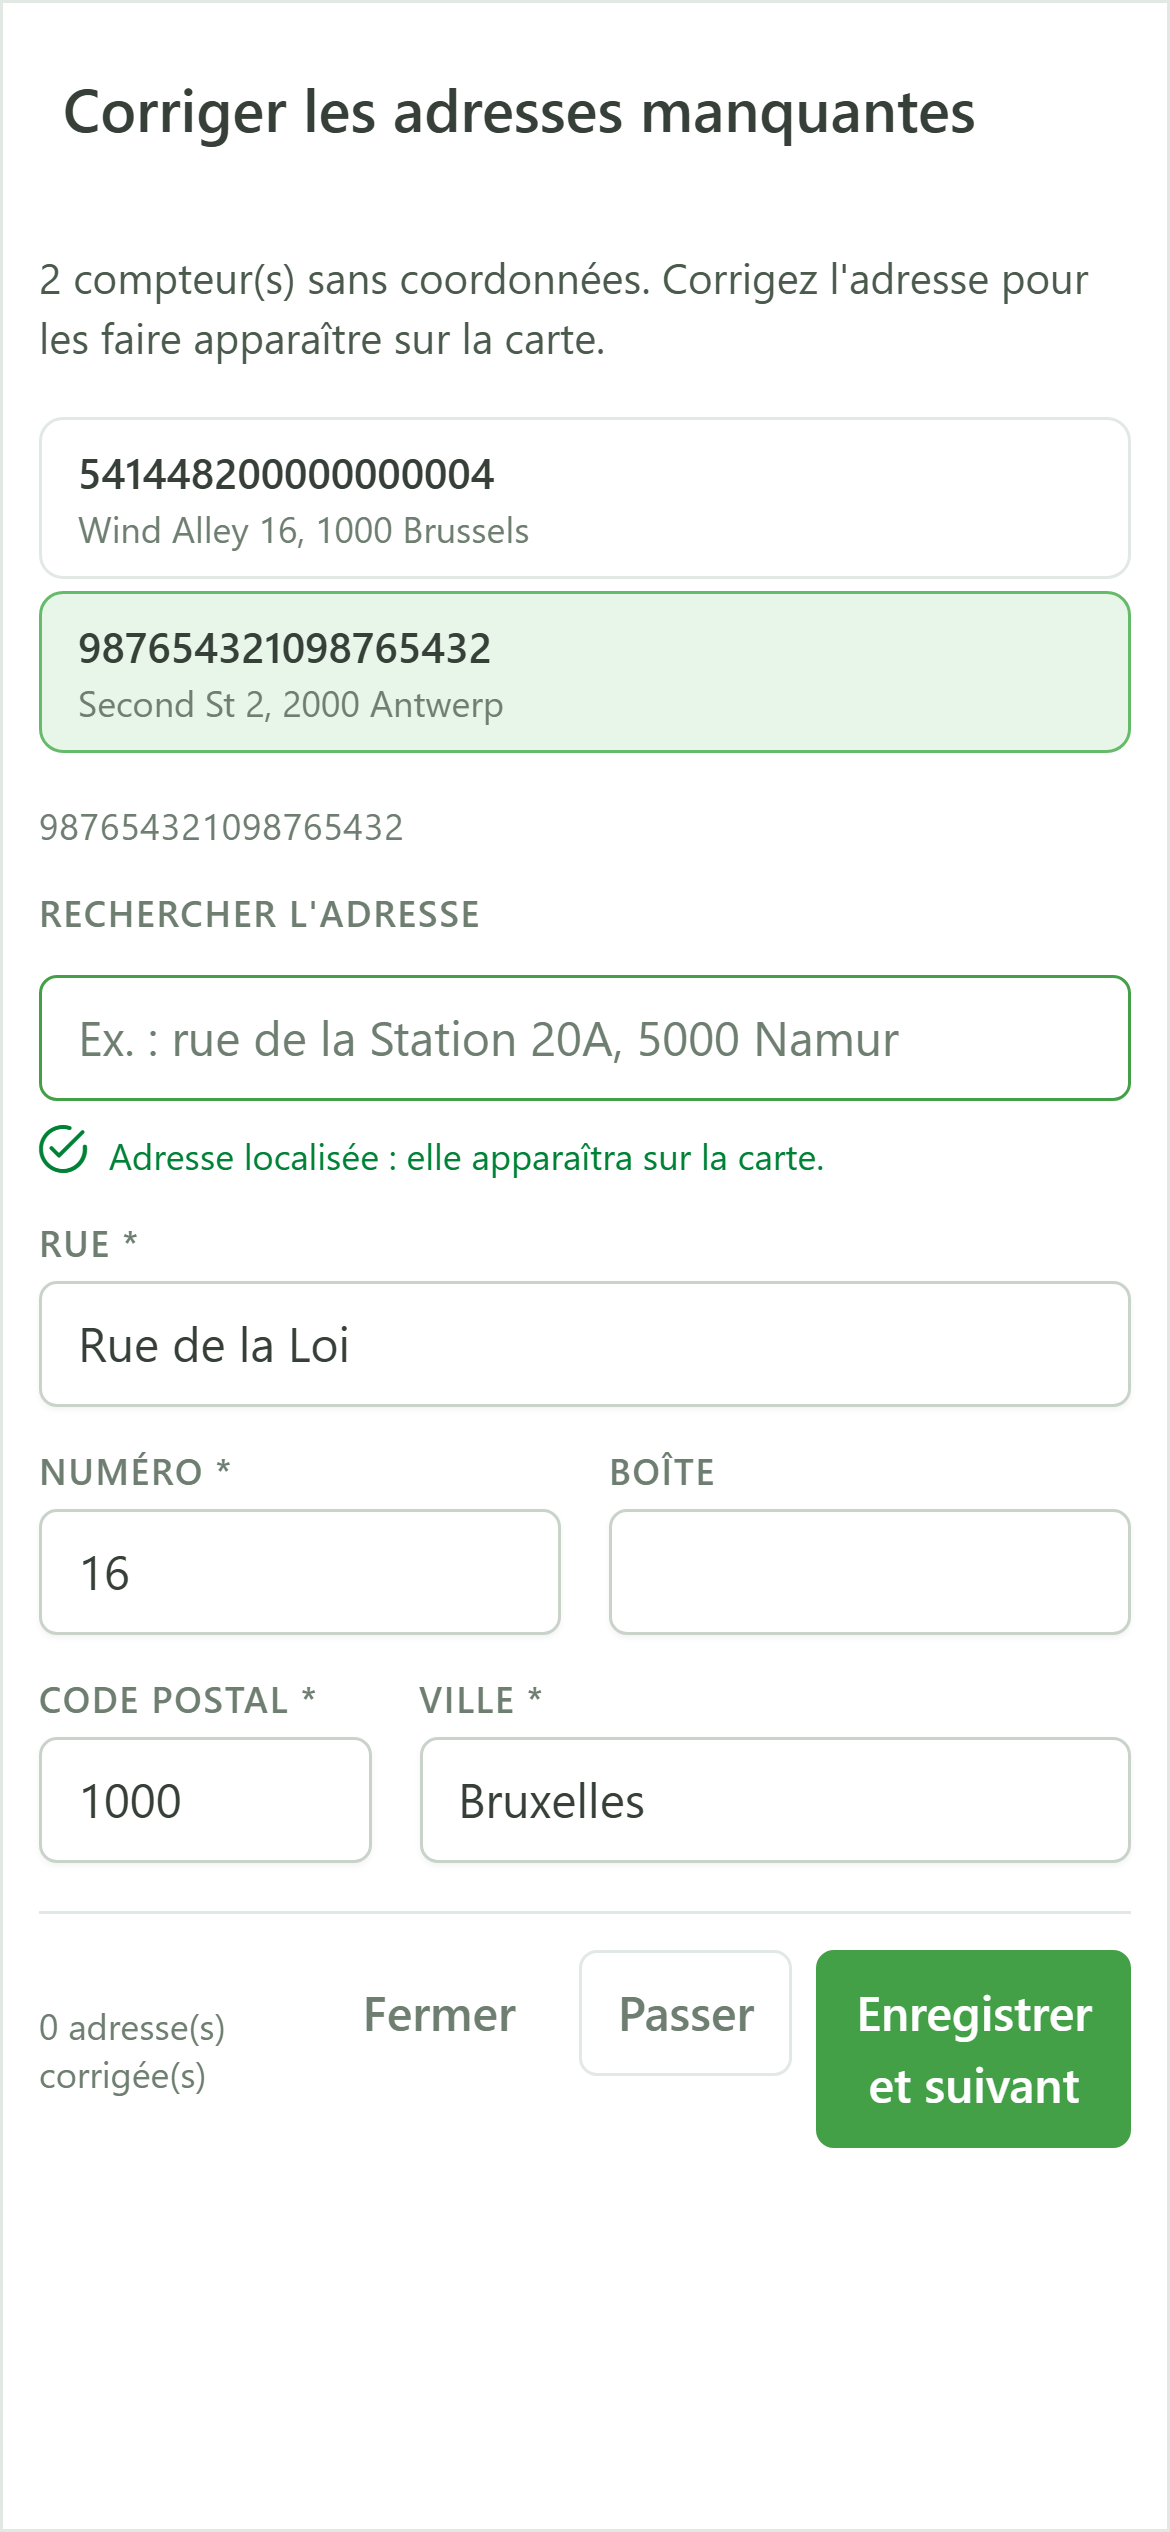 Corriger les adresses manquantes
2 compteur(s) sans coordonnées. Corrigez l'adresse pour
les faire apparaître sur la carte.
541448200000000004
Wind Alley 16, 1000 Brussels
987654321098765432
Second St 2, 2000 Antwerp
987654321098765432
RECHERCHER L'ADRESSE
Ex. : rue de la Station 20A, 5000 Namur
Adresse localisée : elle apparaîtra sur la carte.
RUE *
Rue de la Loi
NUMÉRO * BOÎTE
16
CODE POSTAL * VILLE *
1000 Bruxelles
0 adresse(s)
corrigée(s)
Fermer
Passer
Enregistrer
et suivant